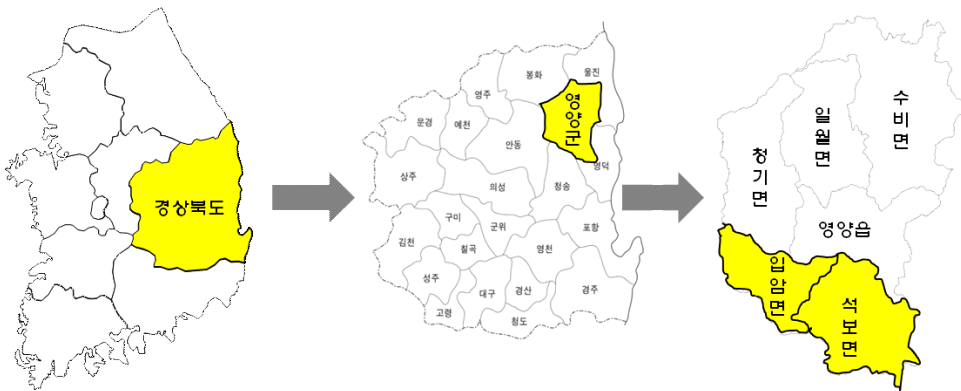 경상북도
봉화
울진
영주
영양군
문경
예천
안동
영덕
상주
의성
청송
구미
군위
포항
김천
칠곡
영천
성주
대구
경산
경주
고령
청도
수비면
일월면
청기면
영양읍
입암면
석보면